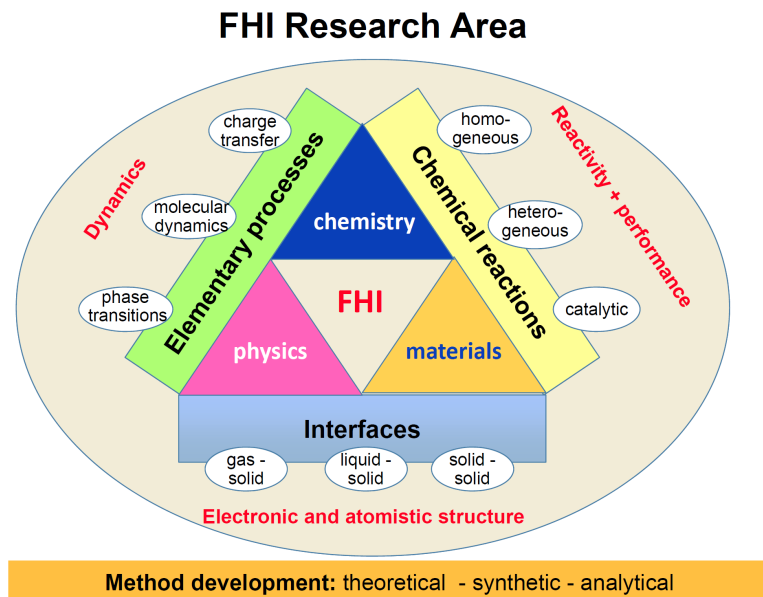 FHI Research Area
charge
transfer
molecular
dynamics
phase
transitions
Dynamics
Elementary processes
homo-
geneous
hetero-
geneous
catalytic
Reactivity + performance
Chemical reactions
chemistry
FHI
physics
materials
Interfaces
gas -
solid
liquid -
solid
solid -
solid
Electronic and atomistic structure
Method development: theoretical - synthetic - analytical